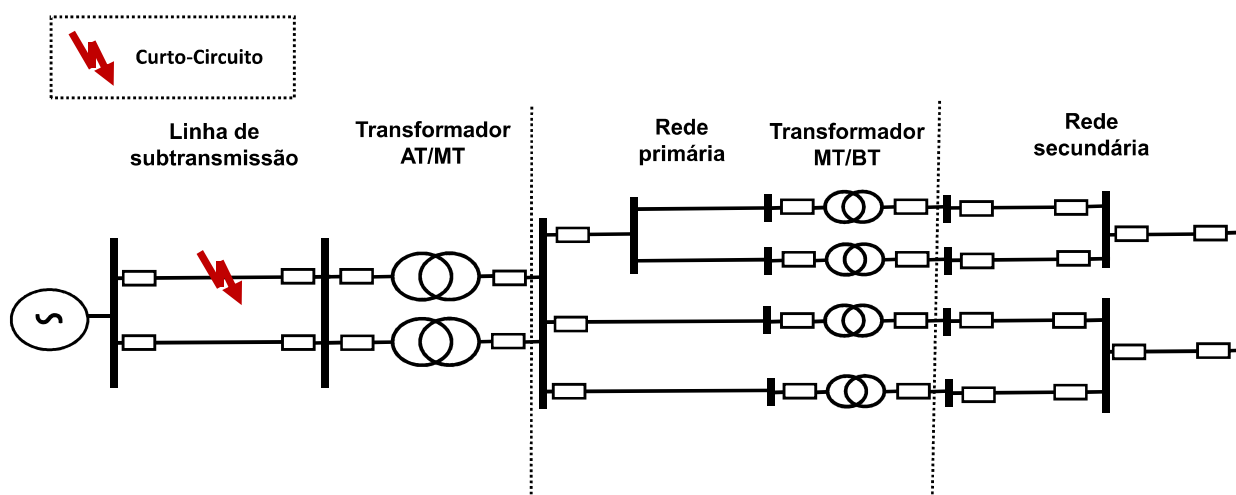 Curto-Circuito
Linha de
subtransmissão
Transformador
AT/MT
Rede
primária
Transformador
MT/BT
Rede
secundária